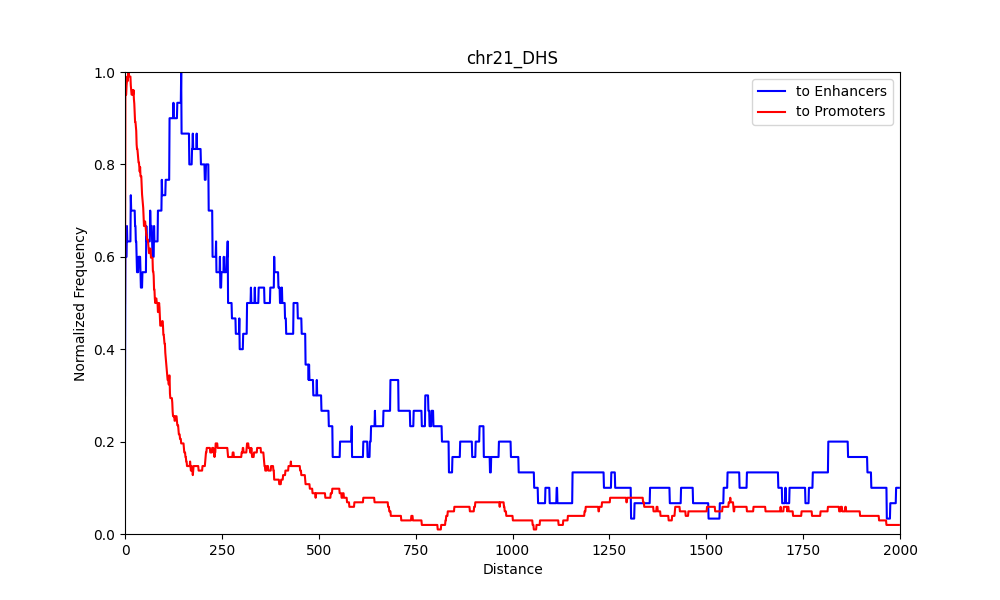 chr21_DHS
to Enhancers
to Promoters
Normalized Frequency
1.0
0.8
0.6
0.4
0.2
0.0
0 250 500 750 1000 1250 1500 1750 2000
Distance